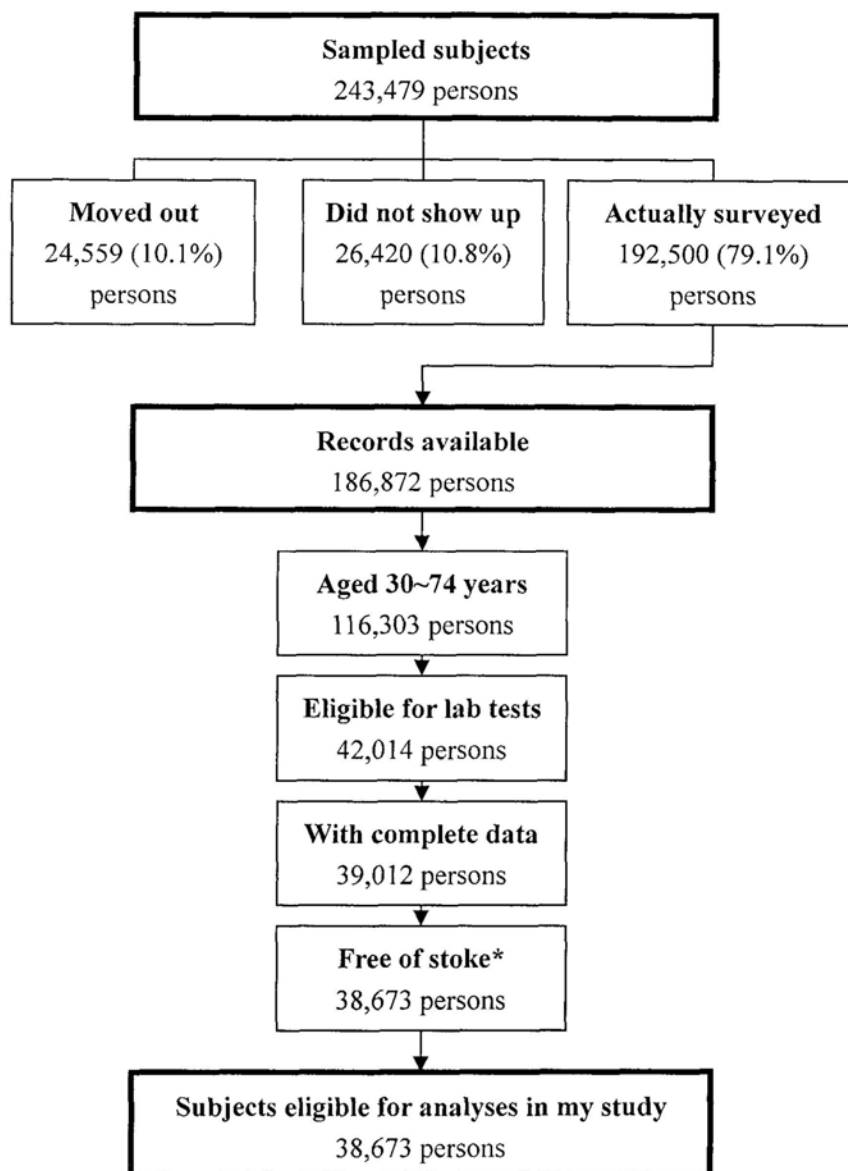 Sampled subjects
243,479 persons
Moved out
24,559 (10.1%)
persons
Did not show up
26,420 (10.8%)
persons
Actually surveyed
192,500 (79.1%)
persons
Records available
186,872 persons
Aged 30~74 years
116,303 persons
Eligible for lab tests
42,014 persons
With complete data
39,012 persons
Free of stoke*
38,673 persons
Subjects eligible for analyses in my study
38,673 persons